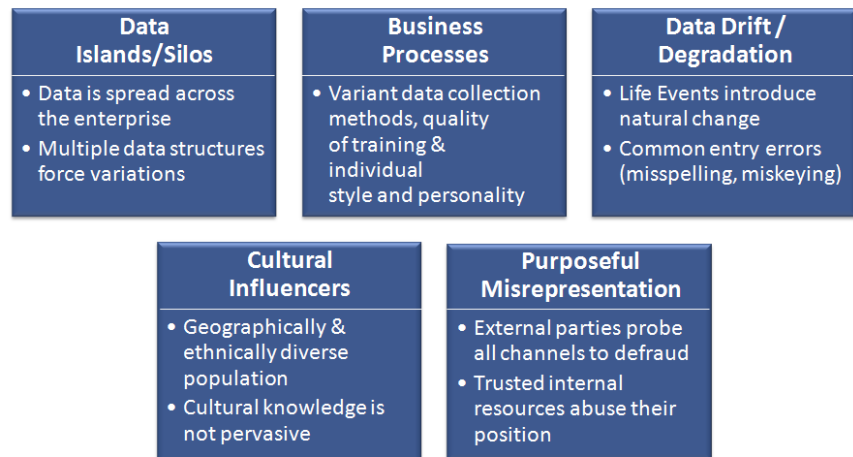 Data
Islands/Silos
• Data is spread across
the enterprise
• Multiple data structures
force variations
Business
Processes
• Variant data collection
methods, quality
of training &
individual
style and personality
Data Drift /
Degradation
• Life Events introduce
natural change
• Common entry errors
(misspelling, miskeying)
Cultural
Influencers
• Geographically &
ethnically diverse
population
• Cultural knowledge is
not pervasive
Purposeful
Misrepresentation
• External parties probe
all channels to defraud
• Trusted internal
resources abuse their
position